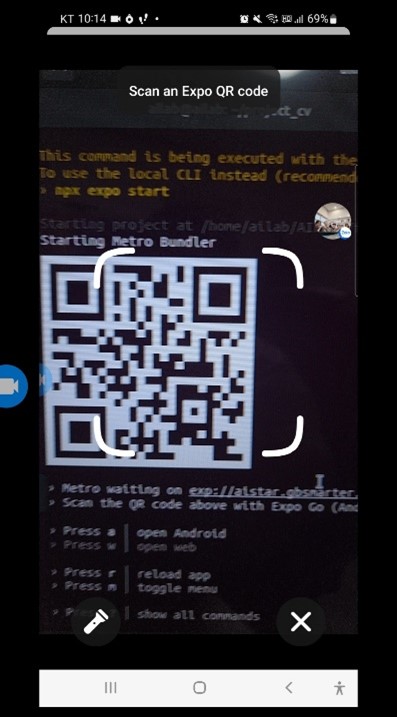 KT 10:14
69%
Scan an Expo QR code
This command is being executed with the
To use the local CLI instead (recommend
> npx expo start
Starting project at /home/ailab/AI
Starting Metro Bundler
› Metro waiting on exp://aistar.gbsmarter.
› Scan the QR code above with Expo Go (And
› Press a | open Android
› Press w | open web
› Press r | reload app
› Press m | toggle menu
show all commands